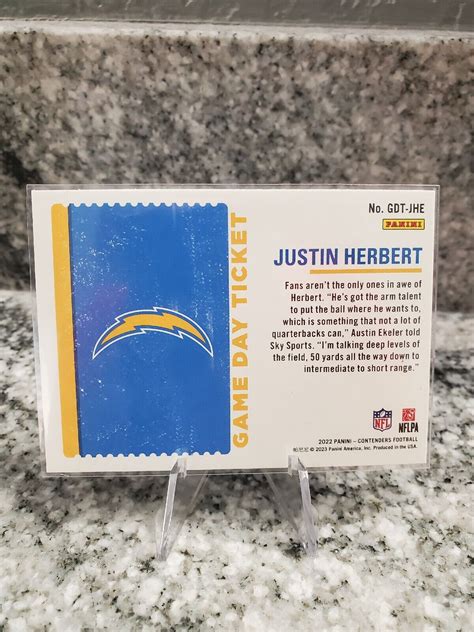 No. GDT-JHE
PANINI
JUSTIN HERBERT
GAME DAY TICKET
Fans aren't the only ones in awe of
Herbert. "He's got the arm talent
to put the ball where he wants to,
which is something that not a lot of
quarterbacks can," Austin Ekeler told
Sky Sports. "I'm talking deep levels of
the field, 50 yards all the way down to
intermediate to short range."
NFL
NFLPA
2022 PANINI – CONTENDERS FOOTBALL
© 2023 Panini America, Inc. Produced in the USA.